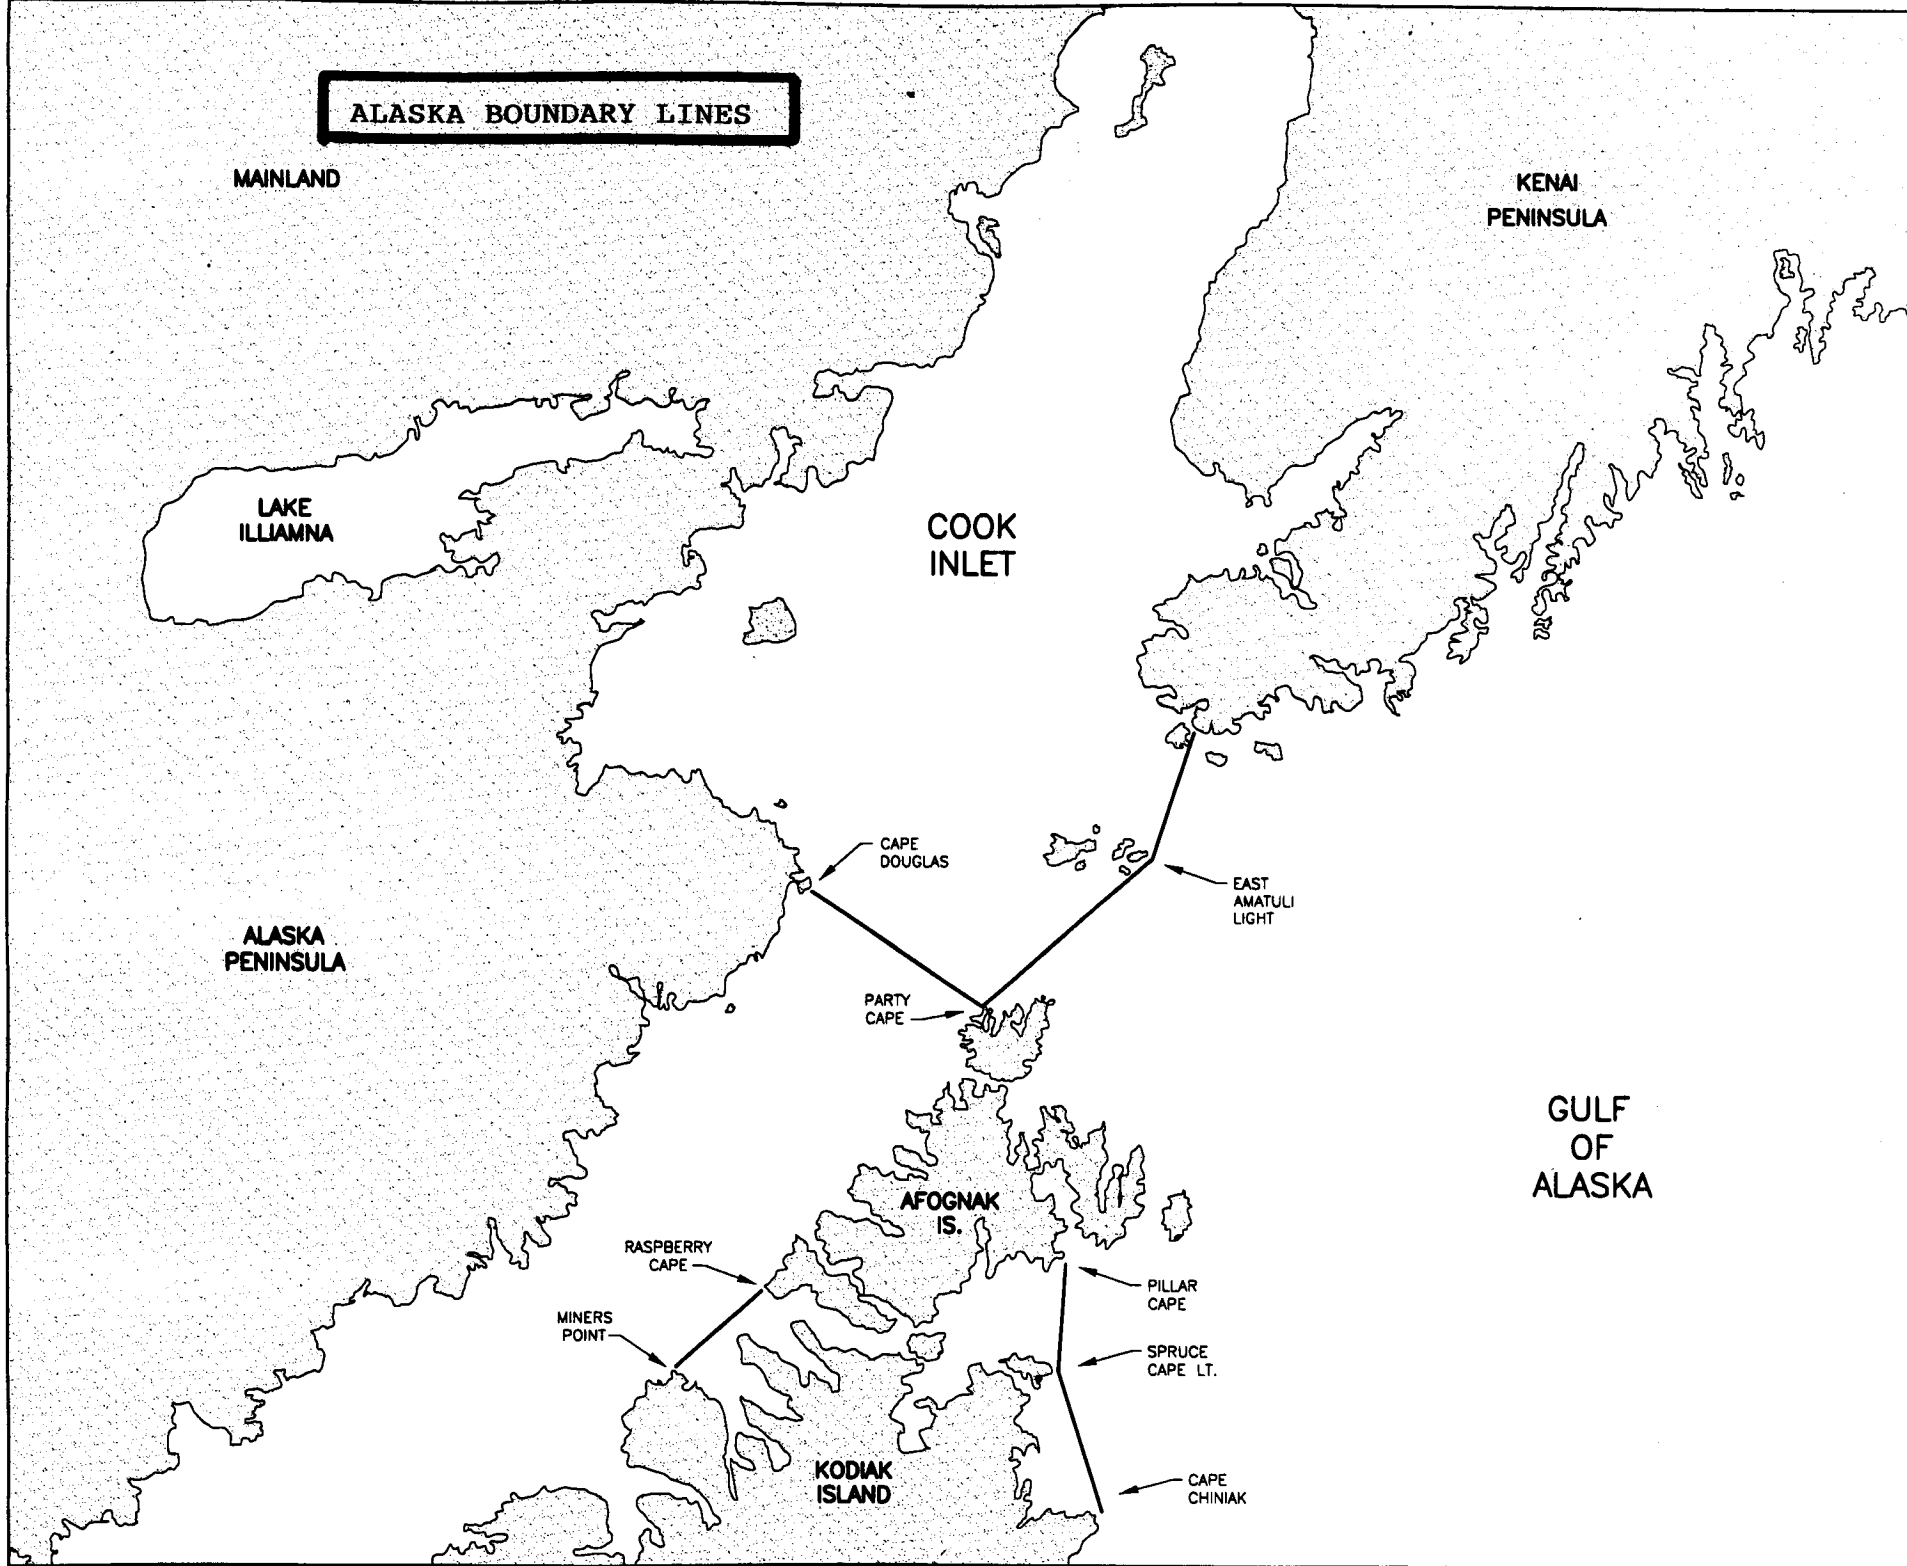 ALASKA BOUNDARY LINES
MAINLAND
KENAI
PENINSULA
LAKE
ILLIAMNA
COOK
INLET
CAPE
DOUGLAS
EAST
AMATULI
LIGHT
ALASKA
PENINSULA
PARTY
CAPE
GULF
OF
ALASKA
AFOGNAK
IS.
RASPBERRY
CAPE
PILLAR
CAPE
MINERS
POINT
SPRUCE
CAPE LT.
KODIAK
ISLAND
CAPE
CHINIAK